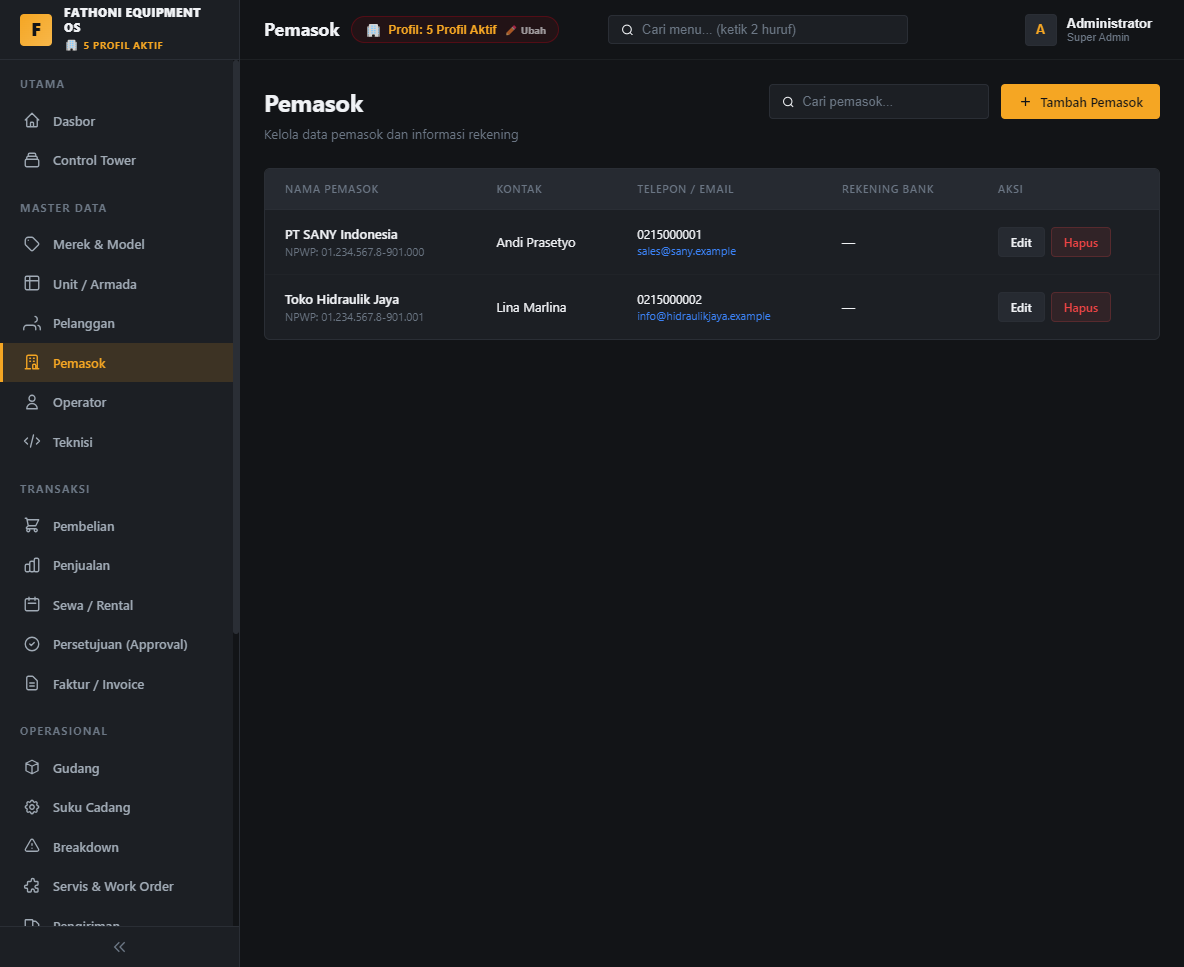 F
FATHONI EQUIPMENT
OS
5 PROFIL AKTIF
Pemasok
Profil: 5 Profil Aktif
Ubah
Cari menu... (ketik 2 huruf)
A
Administrator
Super Admin
UTAMA
Dasbor
Control Tower
MASTER DATA
Merek & Model
Unit / Armada
Pelanggan
Pemasok
Operator
Teknisi
TRANSAKSI
Pembelian
Penjualan
Sewa / Rental
Persetujuan (Approval)
Faktur / Invoice
OPERASIONAL
Gudang
Suku Cadang
Breakdown
Servis & Work Order
Pengiriman
Pemasok
Kelola data pemasok dan informasi rekening
Cari pemasok...
+ Tambah Pemasok
NAMA PEMASOK KONTAK TELEPON / EMAIL REKENING BANK AKSI
PT SANY Indonesia
NPWP: 01.234.567.8-901.000
Andi Prasetyo
0215000001
sales@sany.example
—
Edit
Hapus
Toko Hidraulik Jaya
NPWP: 01.234.567.8-901.001
Lina Marlina
0215000002
info@hidraulikjaya.example
—
Edit
Hapus